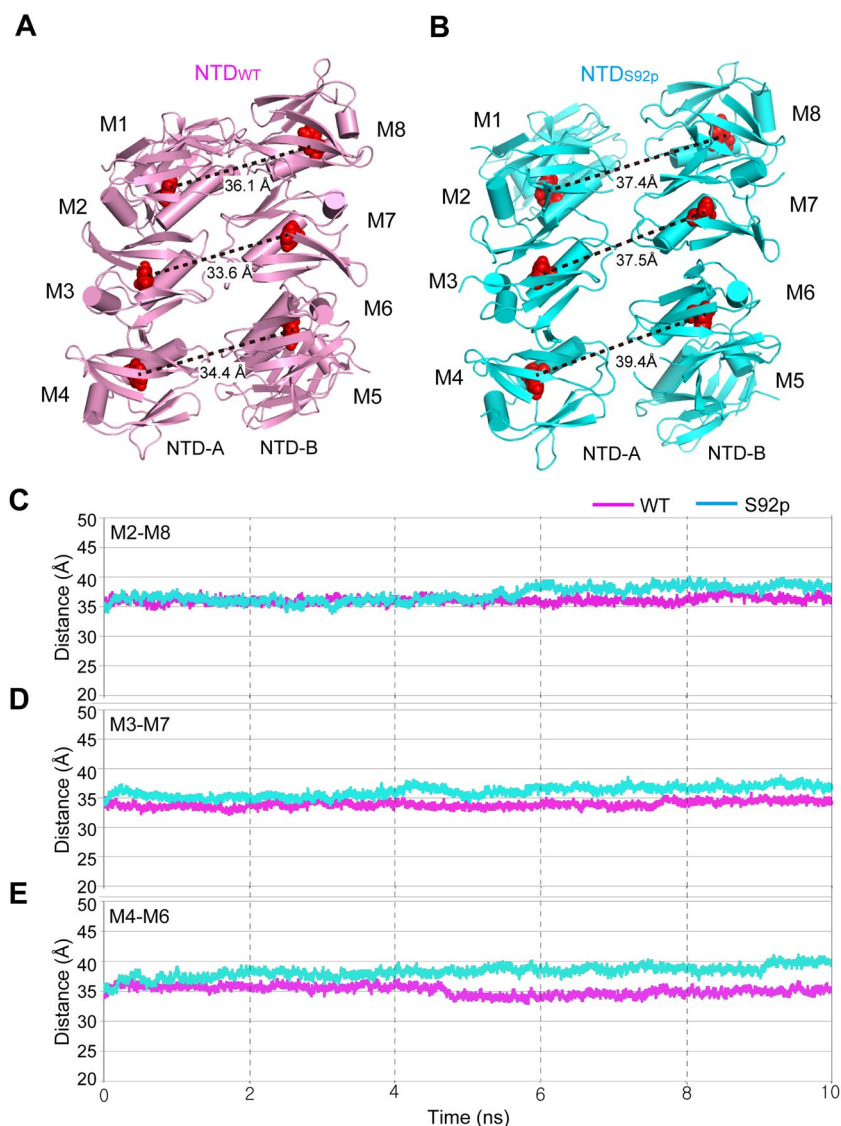 A
B
NTDWT
NTDS92p
M1
M8
M2
M7
M3
M6
M4
M5
36.1 Å
33.6 Å
34.4 Å
NTD-A
NTD-B
M1
M8
M2
M7
M3
M6
M4
M5
37.4Å
37.5Å
39.4Å
NTD-A
NTD-B
C
WT
S92p
M2-M8
Distance (Å)
50
45
40
35
30
25
20
D
M3-M7
Distance (Å)
50
45
40
35
30
25
20
E
M4-M6
Distance (Å)
50
45
40
35
30
25
20
0
2
4
6
8
10
Time (ns)